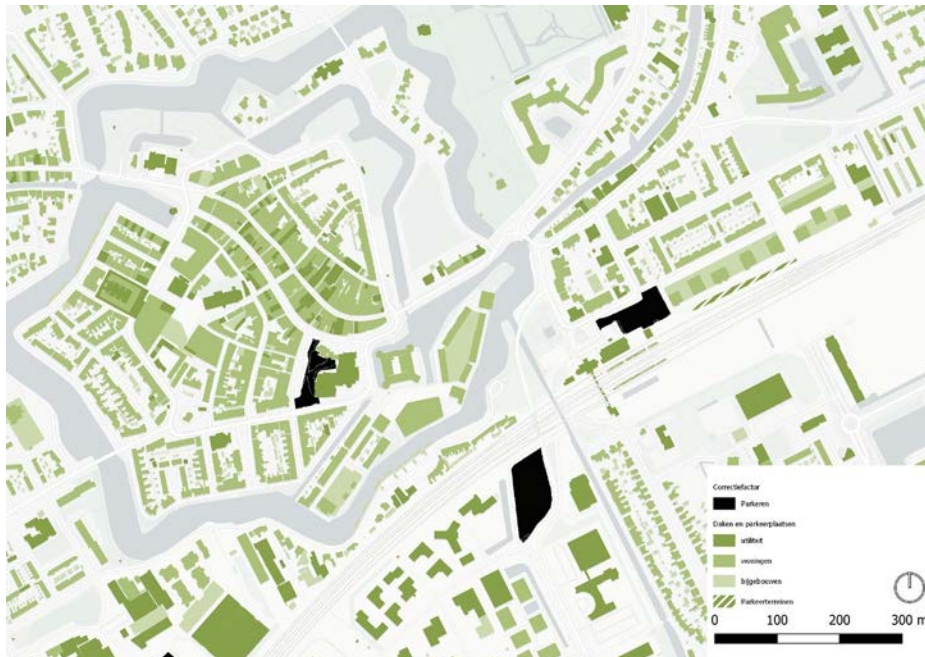 Correctiefactor
Parkeren
Daken en parkeerplaatsen
utiliteit
woningen
bijgebouwen
Parkeerterreinen
0 100 200 300 m